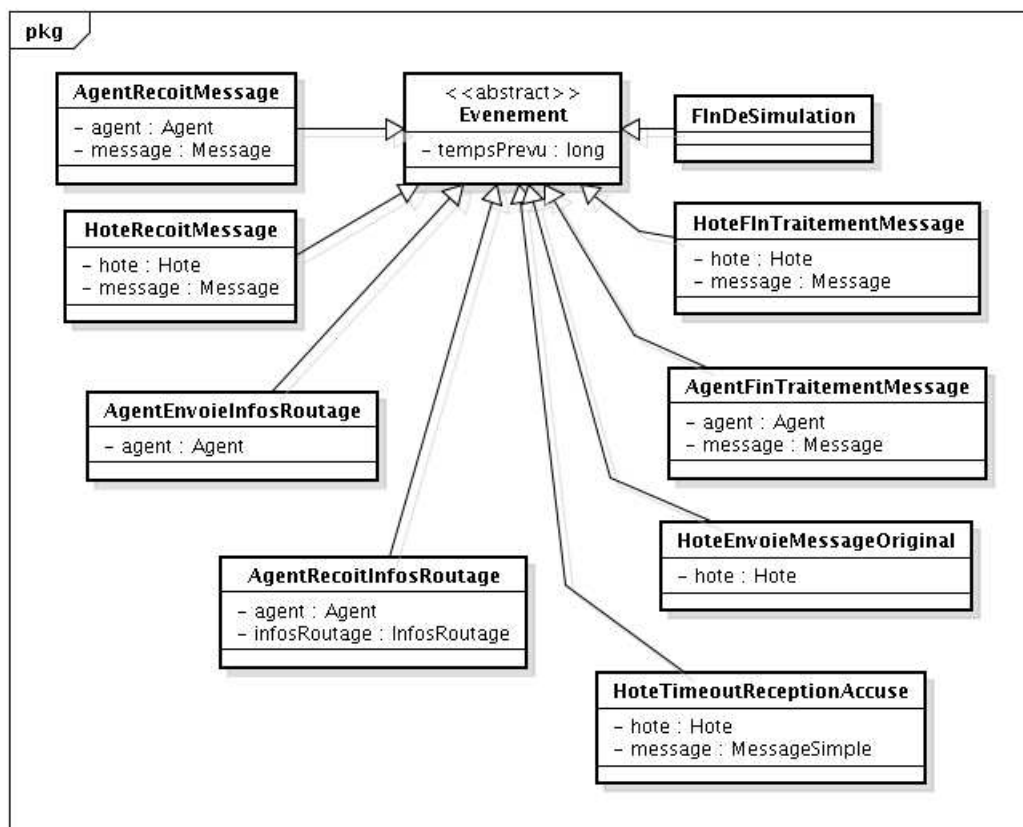 pkg
AgentRecoitMessage
- agent : Agent
- message : Message
<<abstract>>
Evenement
- tempsPrevu : long
FInDeSimulation
HoteRecoitMessage
- hote : Hote
- message : Message
HoteFInTraitementMessage
- hote : Hote
- message : Message
AgentEnvoieInfosRoutage
- agent : Agent
AgentFinTraitementMessage
- agent : Agent
- message : Message
HoteEnvoieMessageOriginal
- hote : Hote
AgentRecoitInfosRoutage
- agent : Agent
- infosRoutage : InfosRoutage
HoteTimeoutReceptionAccuse
- hote : Hote
- message : MessageSimple